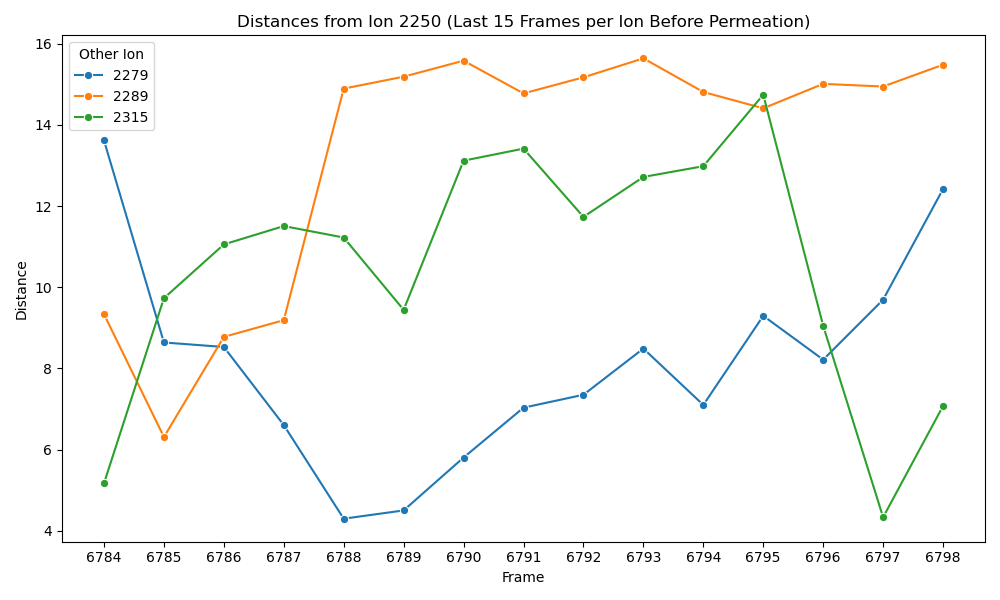 Distances from Ion 2250 (Last 15 Frames per Ion Before Permeation)
Other Ion
2279
2289
2315
Distance
16
14
12
10
8
6
4
6784 6785 6786 6787 6788 6789 6790 6791 6792 6793 6794 6795 6796 6797 6798
Frame